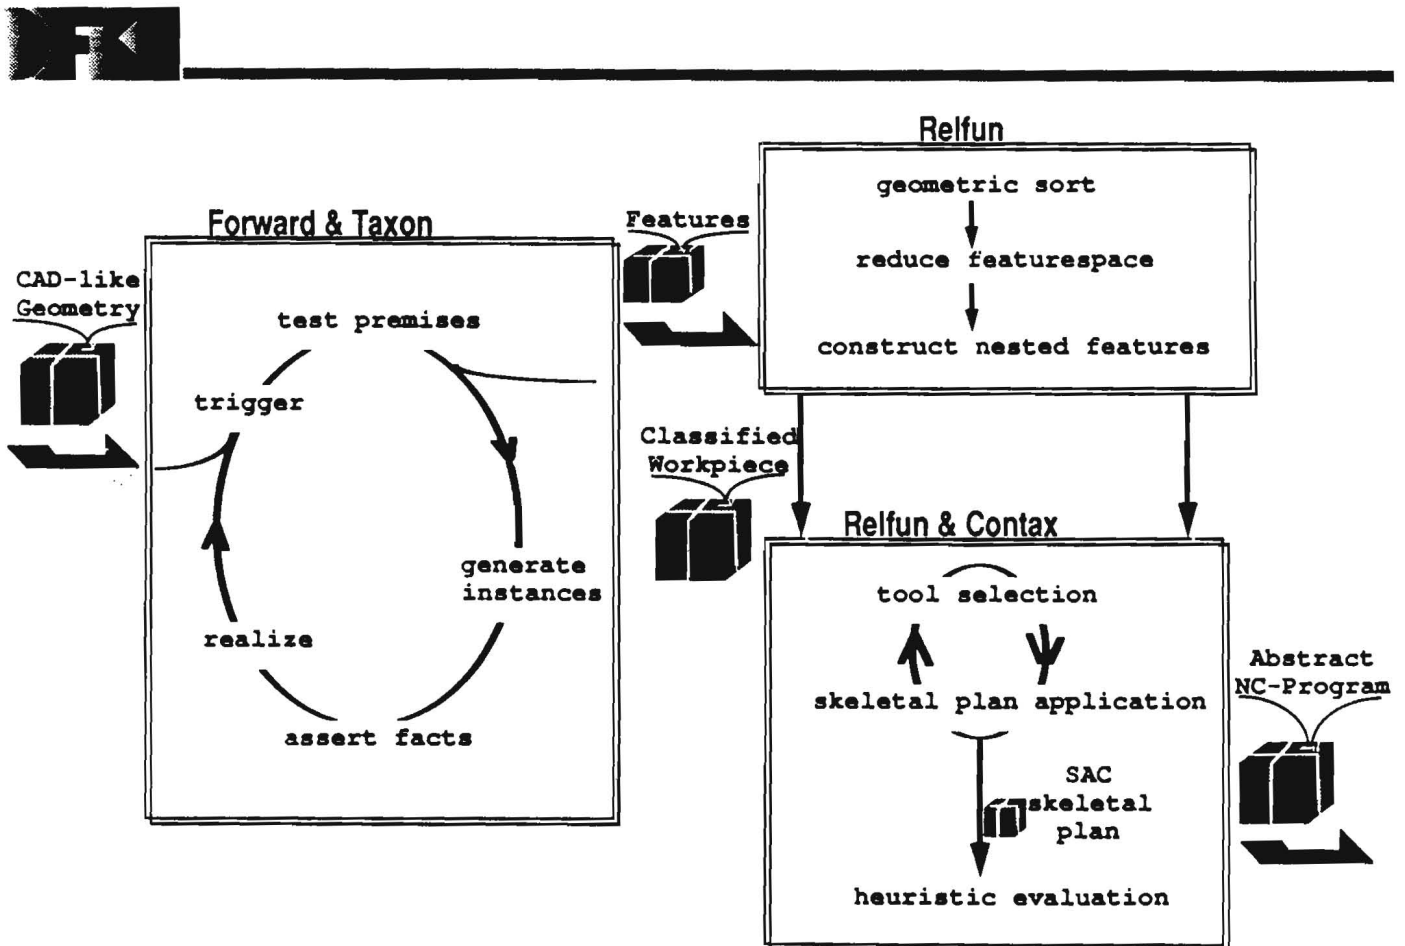 Relfun
geometric sort
reduce featurespace
construct nested features
Forward & Taxon
CAD-like
Geometry
test premises
trigger
generate
instances
realize
assert facts
Features
Classified
Workpiece
Relfun & Contax
tool selection
skeletal plan application
SAC
skeletal
plan
heuristic evaluation
Abstract
NC-Program